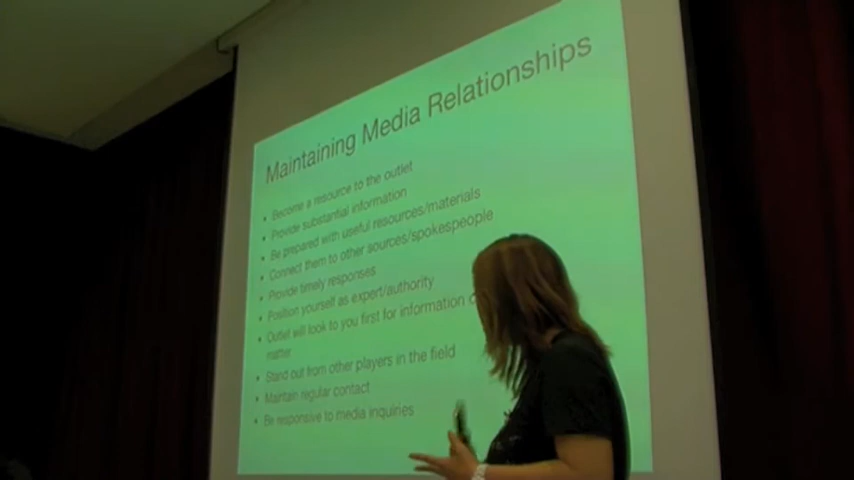 Maintaining Media Relationships
• Become a resource to the outlet
• Provide substantial information
• Be prepared with useful resources/materials
• Connect them to other sources/spokespeople
• Provide timely responses
• Position yourself as expert/authority
• Outlet will look to you first for information
matter
• Stand out from other players in the field
• Maintain regular contact
• Be responsive to media inquiries